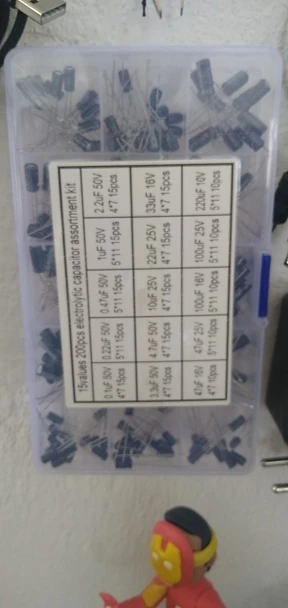 15values 200pcs electrolytic capacitor assortment kit
0.1uF 50V 0.22uF 50V 0.47uF 50V 1uF 50V 2.2uF 50V
4*7 15pcs 5*11 15pcs 5*11 15pcs 5*11 15pcs 4*7 15pcs
3.3uF 50V 4.7uF 50V 10uF 25V 22uF 25V 33uF 16V
4*7 15pcs 4*7 15pcs 4*7 15pcs 4*7 15pcs 4*7 15pcs
47uF 16V 47uF 25V 100uF 16V 100uF 25V 220uF 10V
4*7 10pcs 5*11 10pcs 5*11 10pcs 5*11 10pcs 5*11 10pcs